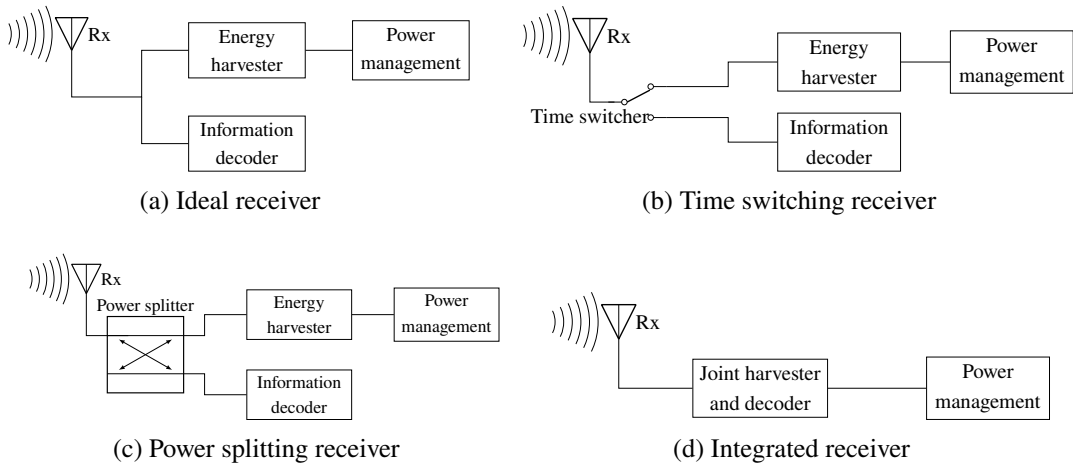 Rx
Energy
harvester
Power
management
Information
decoder
(a) Ideal receiver
Rx
Time switcher
Energy
harvester
Power
management
Information
decoder
(b) Time switching receiver
Rx
Power splitter
Energy
harvester
Power
management
Information
decoder
(c) Power splitting receiver
Rx
Joint harvester
and decoder
Power
management
(d) Integrated receiver